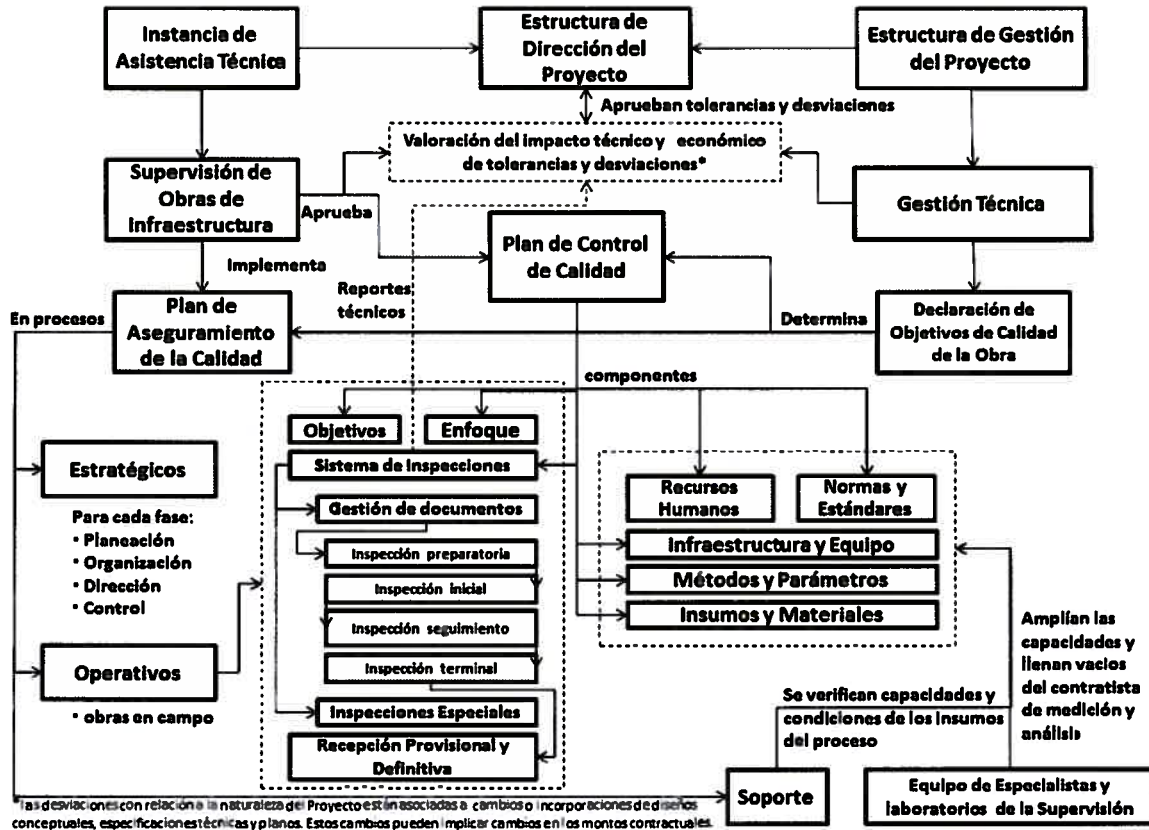 Instancia de
Asistencia Técnica
Estructura de
Dirección del
Proyecto
Estructura de Gestión
del Proyecto
Aprueban tolerancias y desviaciones
Valoración del impacto técnico y económico
de tolerancias y desviaciones*
Supervisión de
Obras de
Infraestructura
Aprueba
Gestión Técnica
Plan de Control
de Calidad
Implementa
Reportes
técnicos
En procesos
Plan de
Aseguramiento
de la Calidad
Determina
Declaración de
Objetivos de Calidad
de la Obra
componentes
Objetivos
Enfoque
Sistema de Inspecciones
Estratégicos
Gestión de documentos
Recursos
Humanos
Normas y
Estándares
Para cada fase:
• Planeación
• Organización
• Dirección
• Control
Inspección preparatoria
Inspección inicial
Inspección seguimiento
Inspección terminal
Infraestructura y Equipo
Métodos y Parámetros
Insumos y Materiales
Operativos
• obras en campo
Inspecciones Especiales
Recepción Provisional y
Definitiva
Se verifican capacidades y
condiciones de los insumos
del proceso
Amplían las
capacidades y
llenan vacios
del contratista
de medición y
análisis
Soporte
Equipo de Especialistas y
laboratorios de la Supervisión
*las desviaciones con relación a la naturaleza del Proyecto están asociadas a cambios o incorporaciones de diseños
conceptuales, especificaciones técnicas y planos. Estos cambios pueden implicar cambios en los montos contractuales.